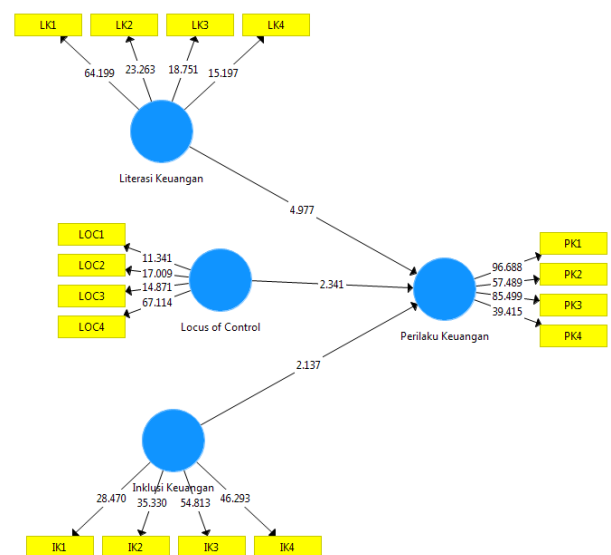 LK1 LK2 LK3 LK4
64.199 23.263 18.751 15.197
Literasi Keuangan
4.977
LOC1
LOC2
LOC3
LOC4
11.341
17.009
14.871
67.114
Locus of Control
2.341
Perilaku Keuangan
96.688
57.489
85.499
39.415
PK1
PK2
PK3
PK4
2.137
Inklusi Keuangan
28.470 35.330 54.813 46.293
IK1 IK2 IK3 IK4